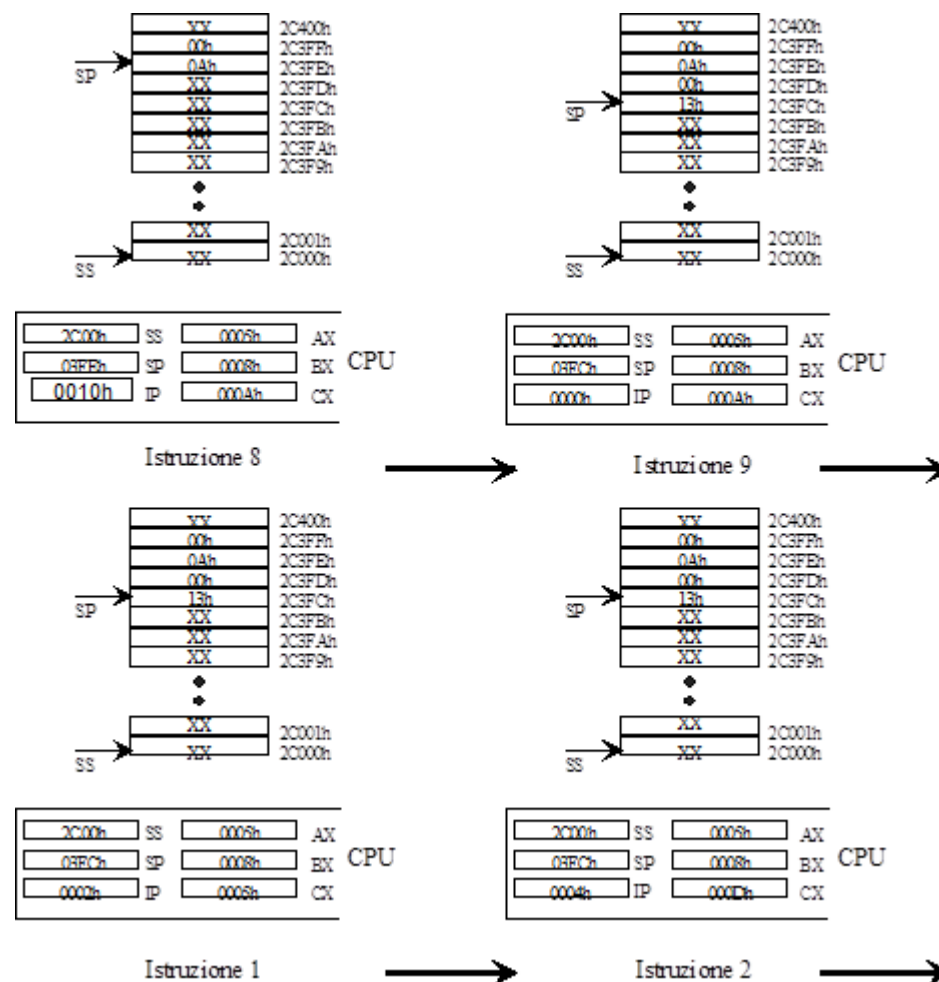 XX 2C400h
00h 2C3FFh
SP 0Ah 2C3FEh
XX 2C3FDh
XX 2C3FCh
XX 2C3FBh
XX 2C3FAh
XX 2C3F9h
XX 2C001h
SS XX 2C000h
2C00h SS 0005h AX
03FEh SP 0008h BX CPU
0010h IP 000Ah CX
Istruzione 8
XX 2C400h
00h 2C3FFh
0Ah 2C3FEh
00h 2C3FDh
SP 13h 2C3FCh
XX 2C3FBh
XX 2C3FAh
XX 2C3F9h
XX 2C001h
SS XX 2C000h
2C00h SS 0005h AX
03FCh SP 0008h BX CPU
0000h IP 000Ah CX
Istruzione 9
XX 2C400h
00h 2C3FFh
0Ah 2C3FEh
00h 2C3FDh
SP 13h 2C3FCh
XX 2C3FBh
XX 2C3FAh
XX 2C3F9h
XX 2C001h
SS XX 2C000h
2C00h SS 0005h AX
03FCh SP 0008h BX CPU
0002h IP 0005h CX
Istruzione 1
XX 2C400h
00h 2C3FFh
0Ah 2C3FEh
00h 2C3FDh
SP 13h 2C3FCh
XX 2C3FBh
XX 2C3FAh
XX 2C3F9h
XX 2C001h
SS XX 2C000h
2C00h SS 0005h AX
03FCh SP 0008h BX CPU
0004h IP 000Dh CX
Istruzione 2